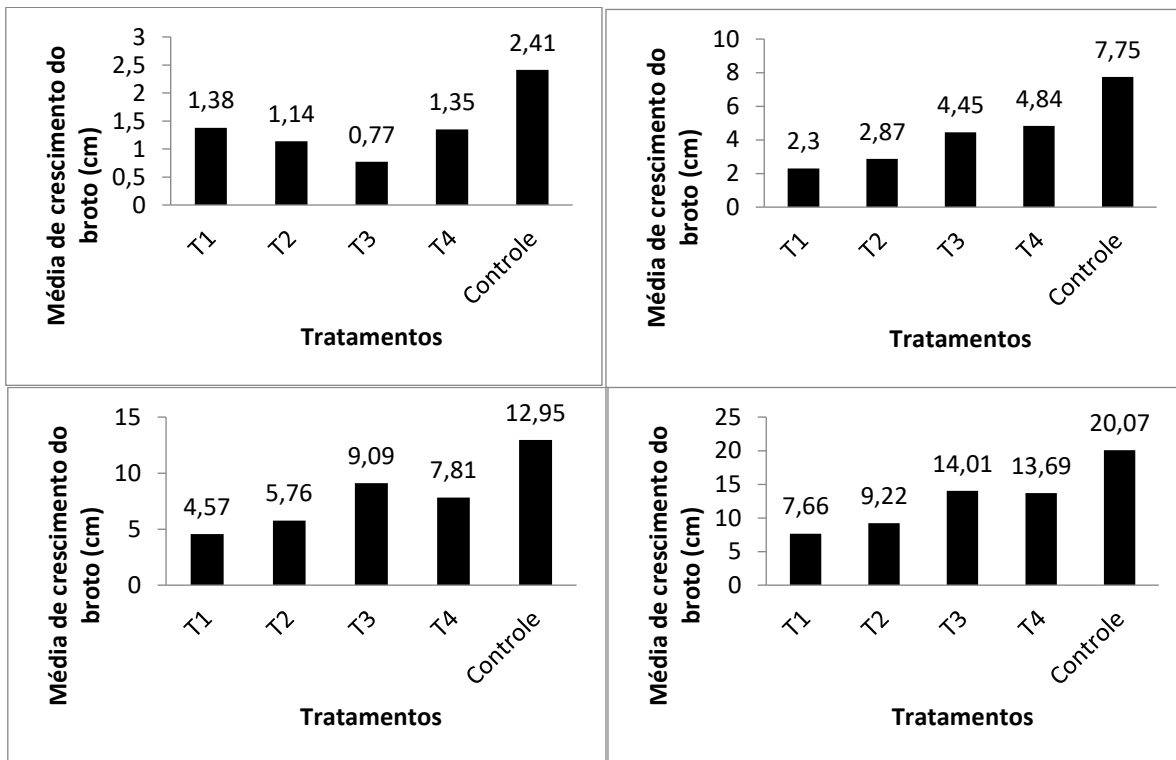 Média de crescimento do
broto (cm)
3
2,5
2
1,5
1
0,5
0
1,38
1,14
0,77
1,35
2,41
T1
T2
T3
T4
Controle
Tratamentos
Média de crescimento do
broto (cm)
10
8
6
4
2
0
2,3
2,87
4,45
4,84
7,75
T1
T2
T3
T4
Controle
Tratamentos
Média de crescimento do
broto (cm)
15
10
5
0
4,57
5,76
9,09
7,81
12,95
T1
T2
T3
T4
Controle
Tratamentos
Média de crescimento do
broto (cm)
25
20
15
10
5
0
7,66
9,22
14,01
13,69
20,07
T1
T2
T3
T4
Controle
Tratamentos